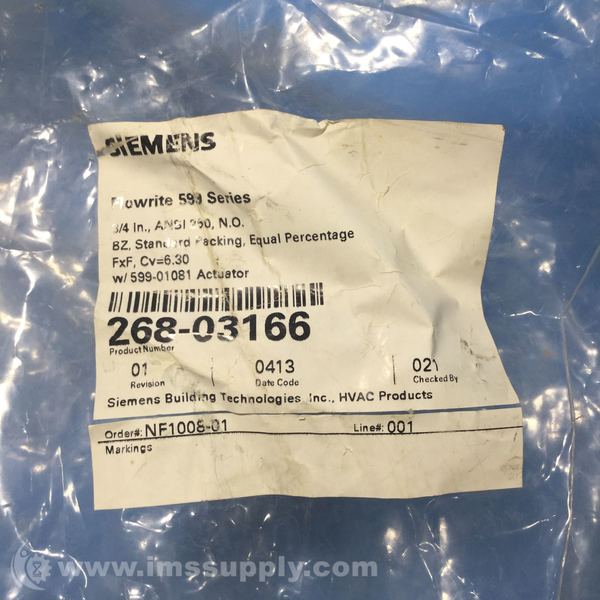 SIEMENS
Flowrite 599 Series
3/4 In., ANSI 250, N.O.
BZ, Standard Packing, Equal Percentage
FxF, Cv=6.30
w/ 599-01081 Actuator
268-03166
Product Number
01 0413 021
Revision Date Code Checked By
Siemens Building Technologies, Inc., HVAC Products
Order#: NF1008-01 Line#: 001
Markings
www.imssupply.com